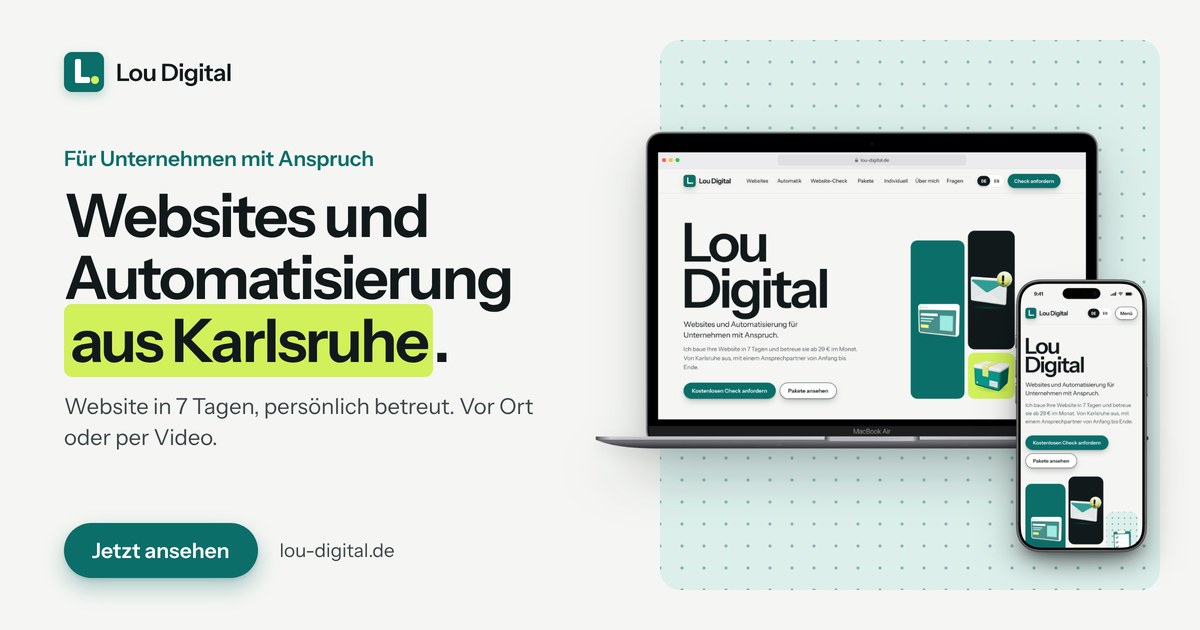 L.
Lou Digital
Für Unternehmen mit Anspruch
Websites und
Automatisierung
aus Karlsruhe.
Website in 7 Tagen, persönlich betreut. Vor Ort
oder per Video.
Jetzt ansehen
lou-digital.de
lou-digital.de
L.
Lou Digital
Websites
Automatik
Website-Check
Pakete
Individuell
Über mich
Fragen
DE
EN
Check anfordern
Lou
Digital
Websites und Automatisierung für
Unternehmen mit Anspruch.
Ich baue Ihre Website in 7 Tagen und betreue sie ab 29 € im Monat.
Von Karlsruhe aus, mit einem Ansprechpartner von Anfang bis
Ende.
Kostenlosen Check anfordern
Pakete ansehen
MacBook Air
9:41
L.
Lou Digital
DE
EN
Menü
Lou
Digital
Websites und Automatisierung für
Unternehmen mit Anspruch.
Ich baue Ihre Website in 7 Tagen und betreue
sie ab 29 € im Monat. Von Karlsruhe aus, mit
einem Ansprechpartner von Anfang bis Ende.
Kostenlosen Check anfordern
Pakete ansehen